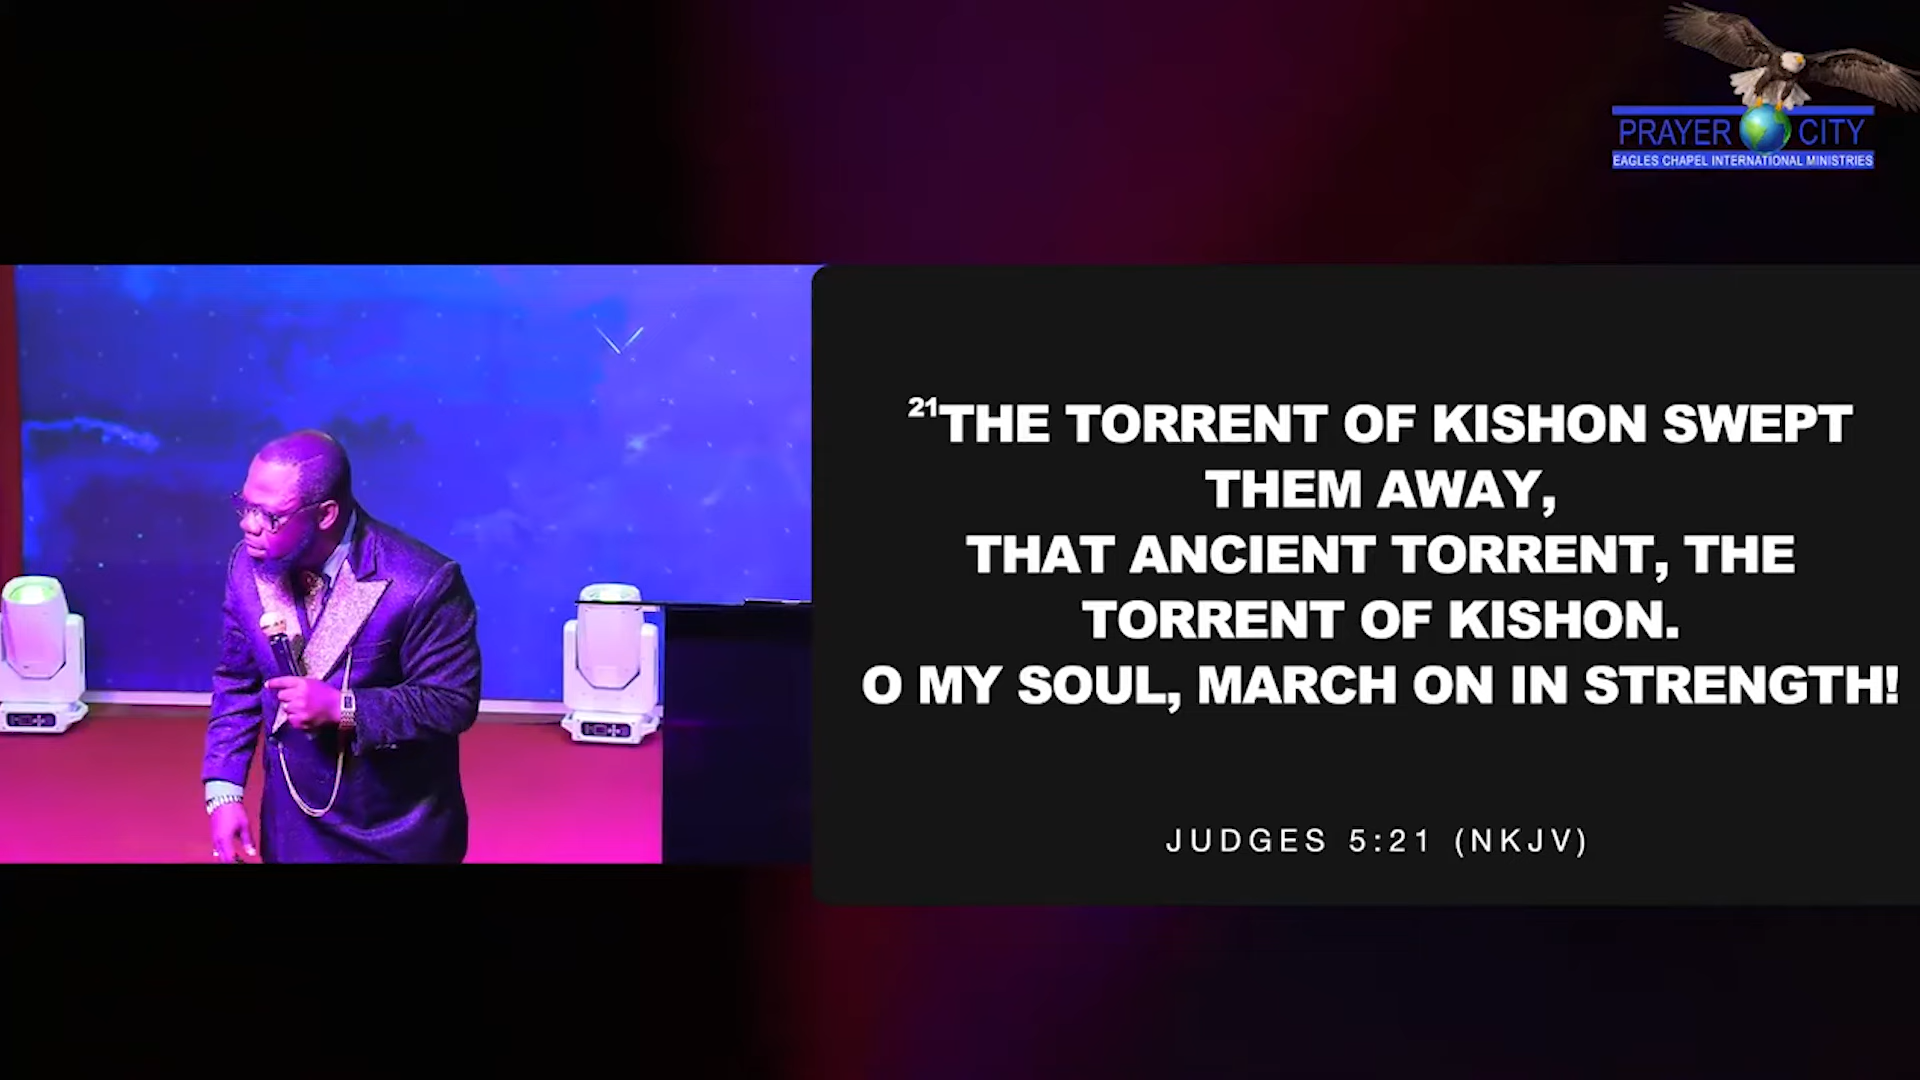 PRAYER CITY
EAGLES CHAPEL INTERNATIONAL MINISTRIES
21THE TORRENT OF KISHON SWEPT
THEM AWAY,
THAT ANCIENT TORRENT, THE
TORRENT OF KISHON.
O MY SOUL, MARCH ON IN STRENGTH!
JUDGES 5:21 (NKJV)